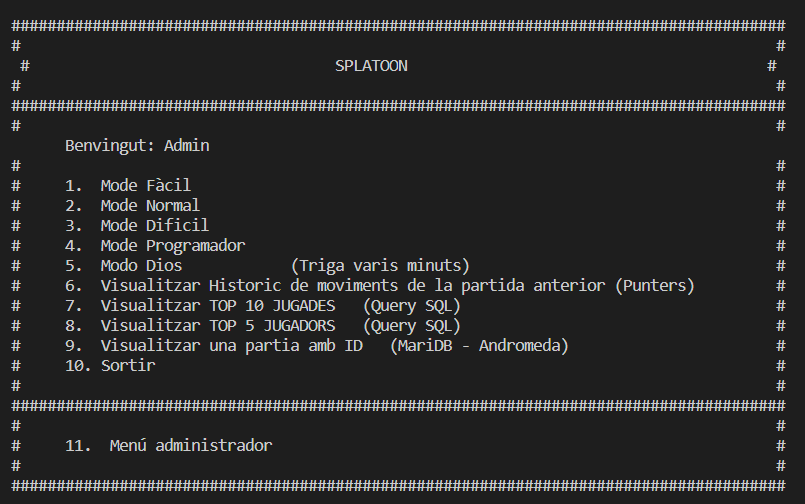 ######################################################################################
#                                                                                    #
 #                                  SPLATOON                                        #
#                                                                                    #
######################################################################################
#                                                                                    #
      Benvingut: Admin
#                                                                                    #
#     1.  Mode Fàcil                                                                 #
#     2.  Mode Normal                                                                #
#     3.  Mode Dificil                                                               #
#     4.  Mode Programador                                                           #
#     5.  Modo Dios            (Triga varis minuts)                                  #
#     6.  Visualitzar Historic de moviments de la partida anterior (Punters)         #
#     7.  Visualitzar TOP 10 JUGADES   (Query SQL)                                   #
#     8.  Visualitzar TOP 5 JUGADORS   (Query SQL)                                   #
#     9.  Visualitzar una partia amb ID   (MariDB - Andromeda)                       #
#     10. Sortir                                                                     #
#                                                                                    #
######################################################################################
#                                                                                    #
#     11.  Menú administrador                                                        #
#                                                                                    #
######################################################################################